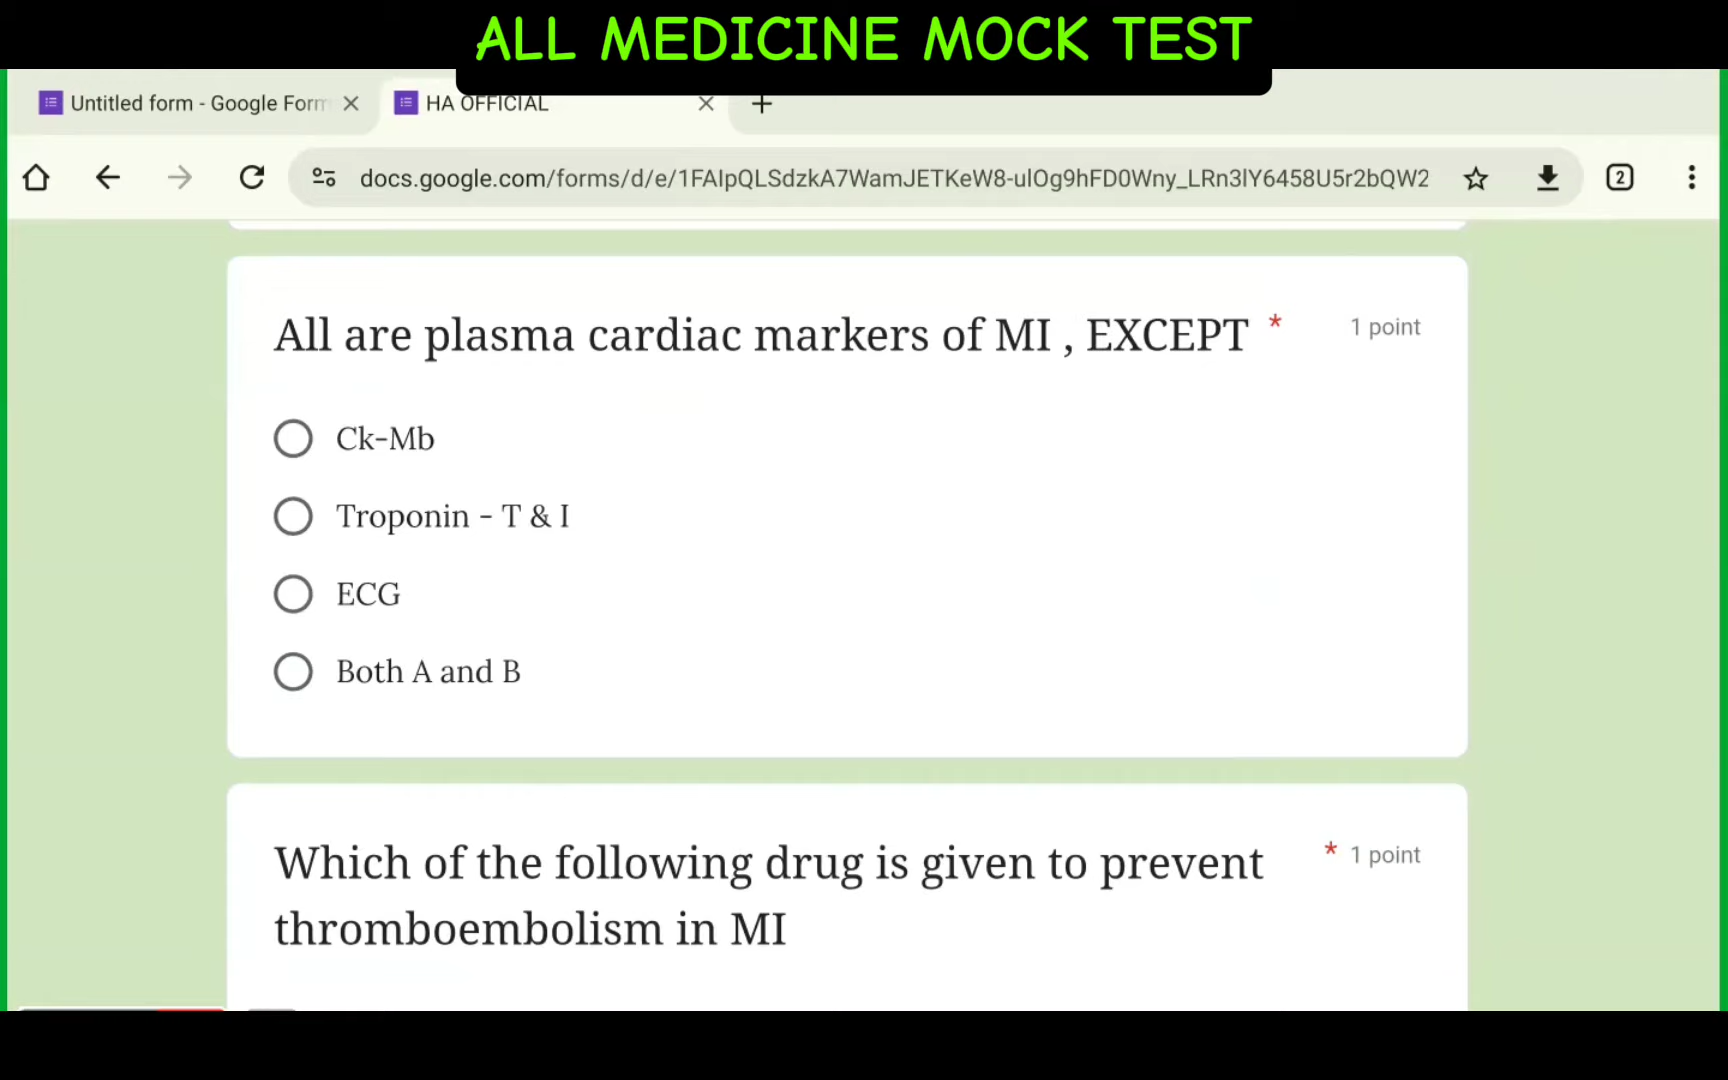 ALL MEDICINE MOCK TEST
Untitled form - Google Form
HA OFFICIAL
docs.google.com/forms/d/e/1FAIpQLSdzkA7WamJETKeW8-ulOg9hFD0Wny_LRn3lY6458U5r2bQW2
2
All are plasma cardiac markers of MI , EXCEPT * 1 point
Ck-Mb
Troponin - T & I
ECG
Both A and B
Which of the following drug is given to prevent * 1 point
thromboembolism in MI